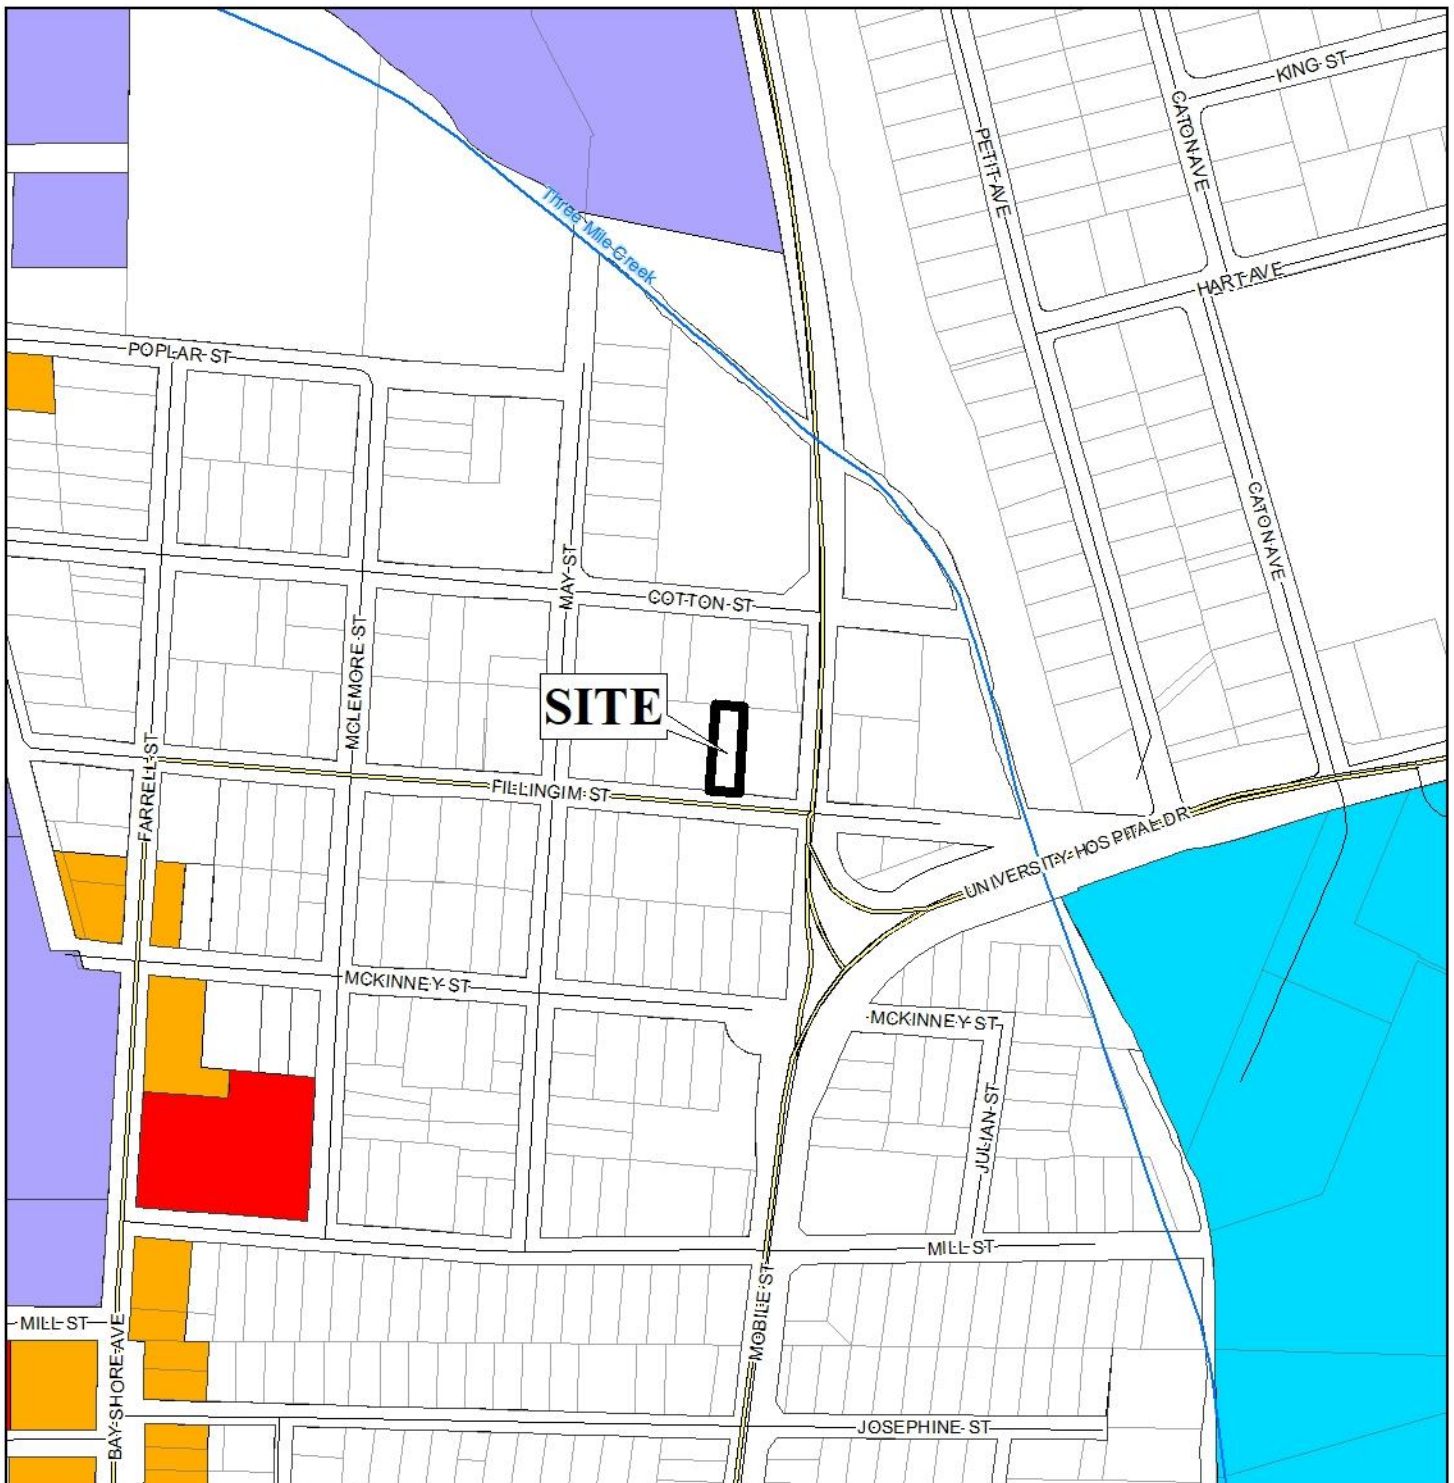 KING ST
CATON AVE
PETIT AVE
Three Mile Creek
HART AVE
POPLAR ST
CATON AVE
MAY ST
COTTON ST
MCLEMORE ST
SITE
FARRELL ST
FILLINGIM ST
UNIVERSITY HOSPITAL DR
MCKINNEY ST
MCKINNEY ST
JULIAN ST
MILL ST
MOBILE ST
MILL ST
BAY SHORE AVE
JOSEPHINE ST